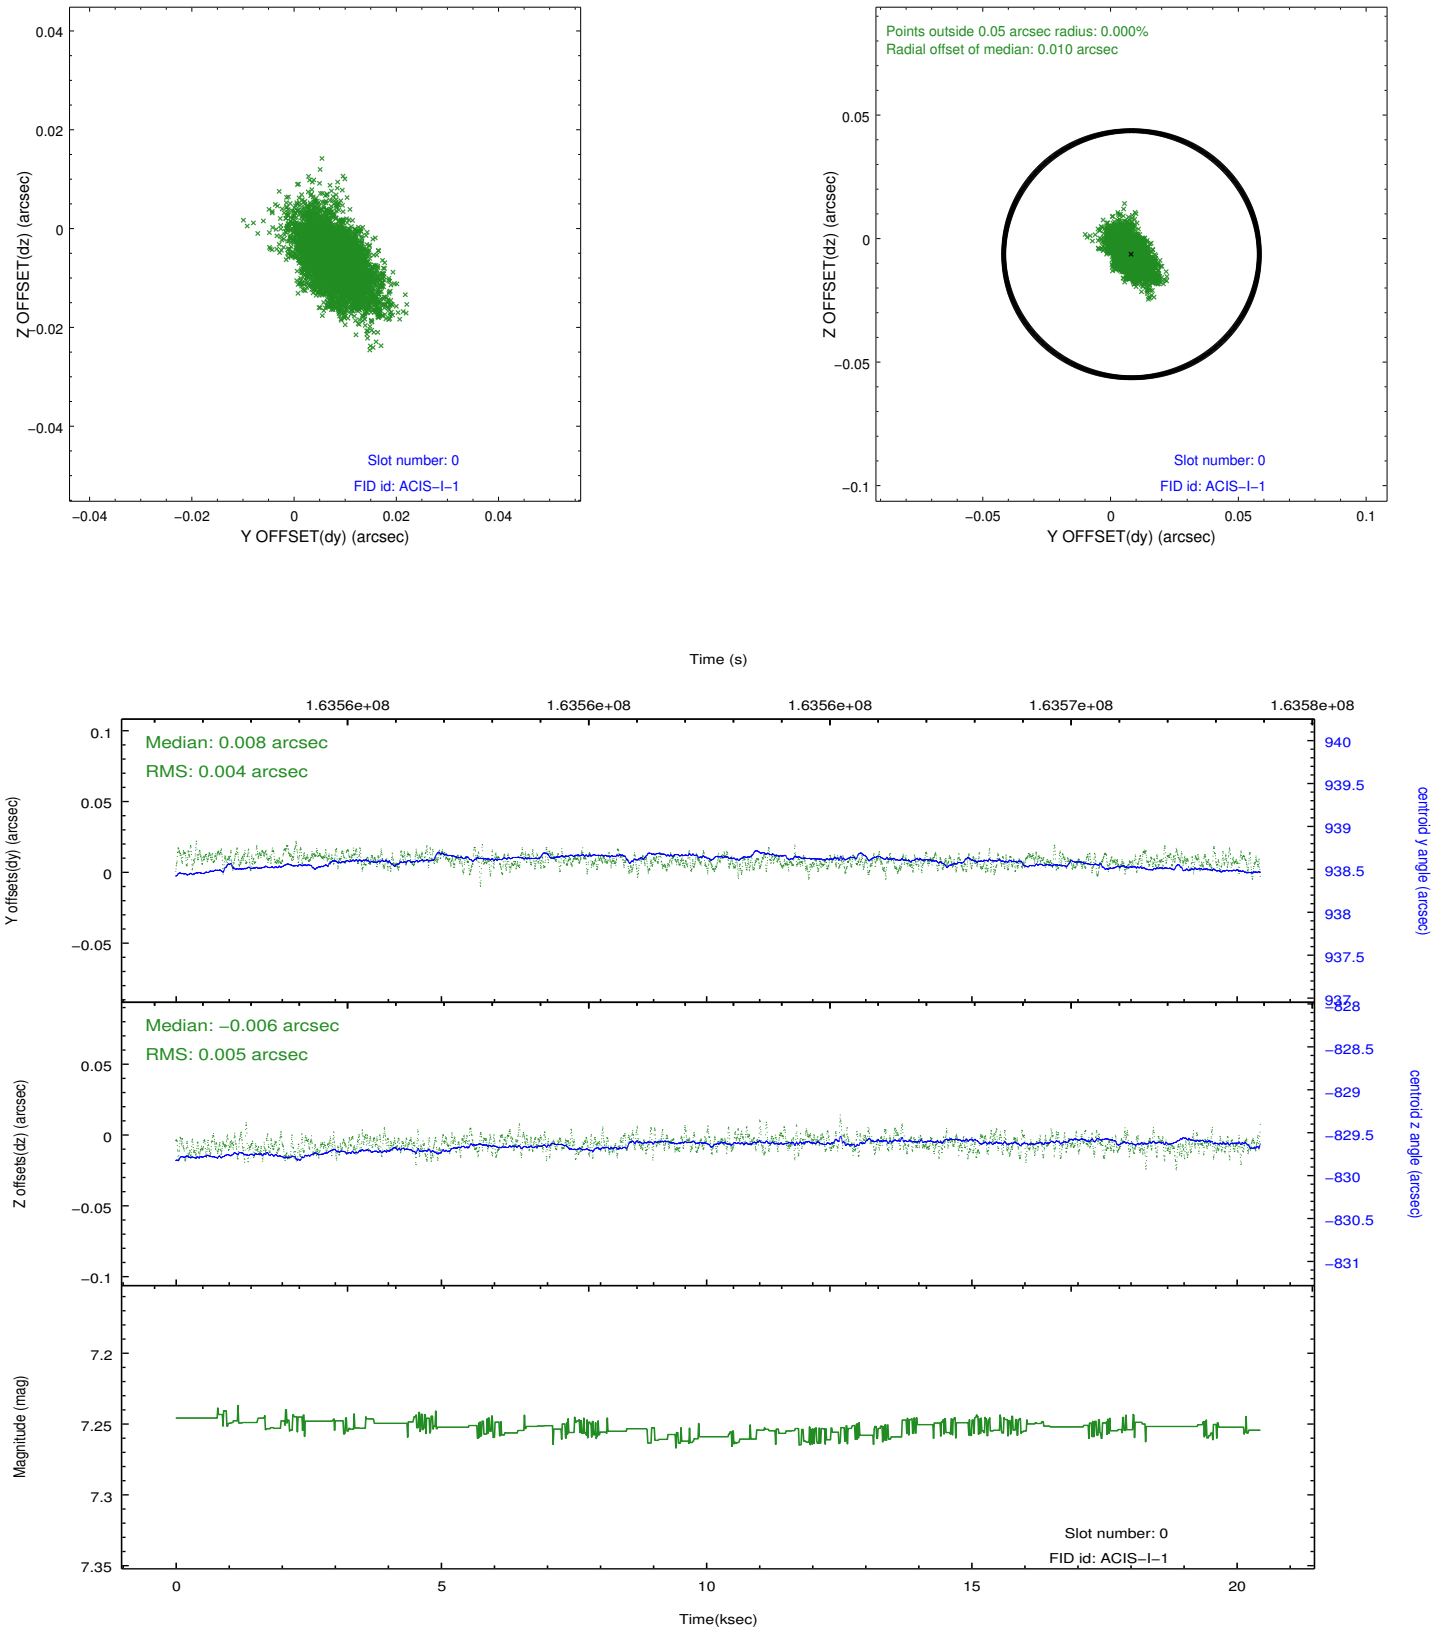 0.04
0.02
0
−0.02
−0.04
Z OFFSET(dz) (arcsec)
Slot number: 0
FID id: ACIS−I−1
−0.04
−0.02
0
0.02
0.04
Y OFFSET(dy) (arcsec)
Points outside 0.05 arcsec radius: 0.000%
Radial offset of median: 0.010 arcsec
0.05
0
−0.05
−0.1
Z OFFSET(dz) (arcsec)
Slot number: 0
FID id: ACIS−I−1
−0.05
0
0.05
0.1
Y OFFSET(dy) (arcsec)
Time (s)
1.6356e+08
1.6356e+08
1.6356e+08
1.6357e+08
1.6358e+08
Median: 0.008 arcsec
RMS: 0.004 arcsec
0.1
0.05
0
−0.05
Y offsets(dy) (arcsec)
940
939.5
939
938.5
938
937.5
937
centroid y angle (arcsec)
Median: −0.006 arcsec
RMS: 0.005 arcsec
0.05
0
−0.05
−0.1
Z offsets(dz) (arcsec)
−828
−828.5
−829
−829.5
−830
−830.5
−831
centroid z angle (arcsec)
7.2
7.25
7.3
7.35
Magnitude (mag)
Slot number: 0
FID id: ACIS−I−1
0
5
10
15
20
Time(ksec)